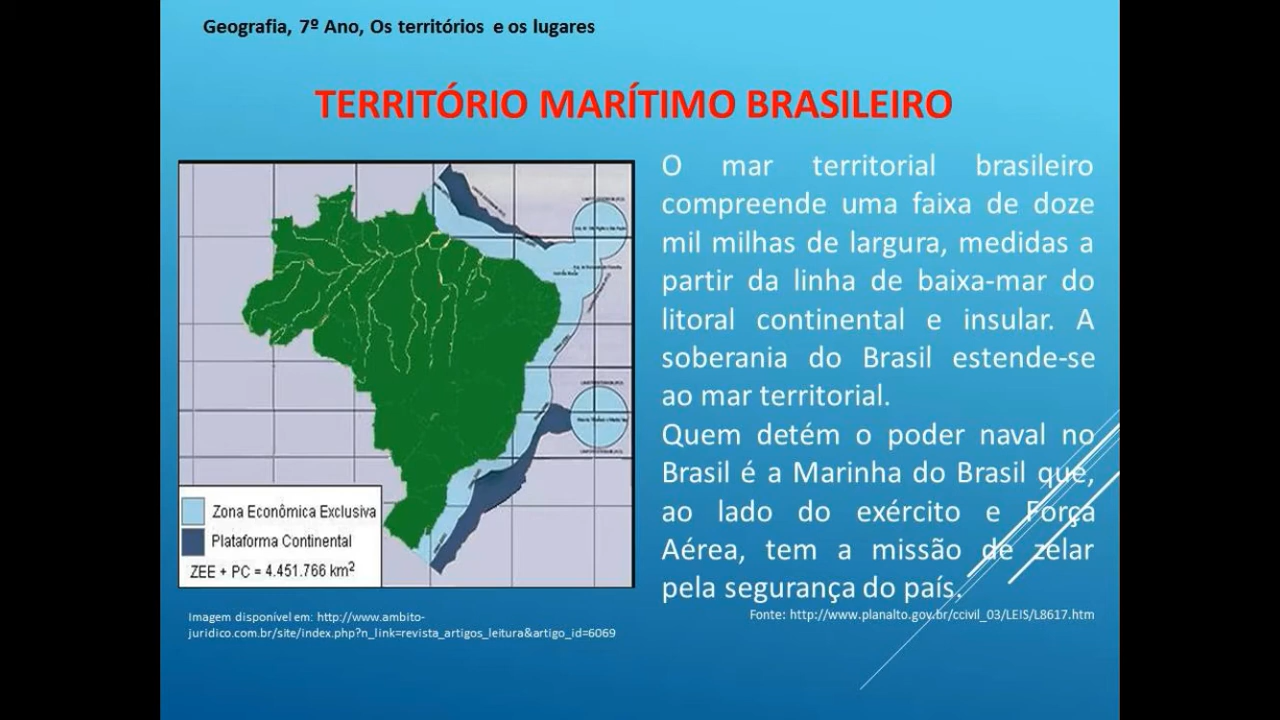 Geografia, 7º Ano, Os territórios e os lugares
TERRITÓRIO MARÍTIMO BRASILEIRO
O mar territorial brasileiro
compreende uma faixa de doze
mil milhas de largura, medidas a
partir da linha de baixa-mar do
litoral continental e insular. A
soberania do Brasil estende-se
ao mar territorial.
Quem detém o poder naval no
Brasil é a Marinha do Brasil que,
ao lado do exército e Força
Aérea, tem a missão de zelar
pela segurança do país.
Fonte: http://www.planalto.gov.br/ccivil_03/LEIS/L8617.htm
Zona Econômica Exclusiva
Plataforma Continental
ZEE + PC = 4.451.766 km²
Imagem disponível em: http://www.ambito-
juridico.com.br/site/index.php?n_link=revista_artigos_leitura&artigo_id=6069